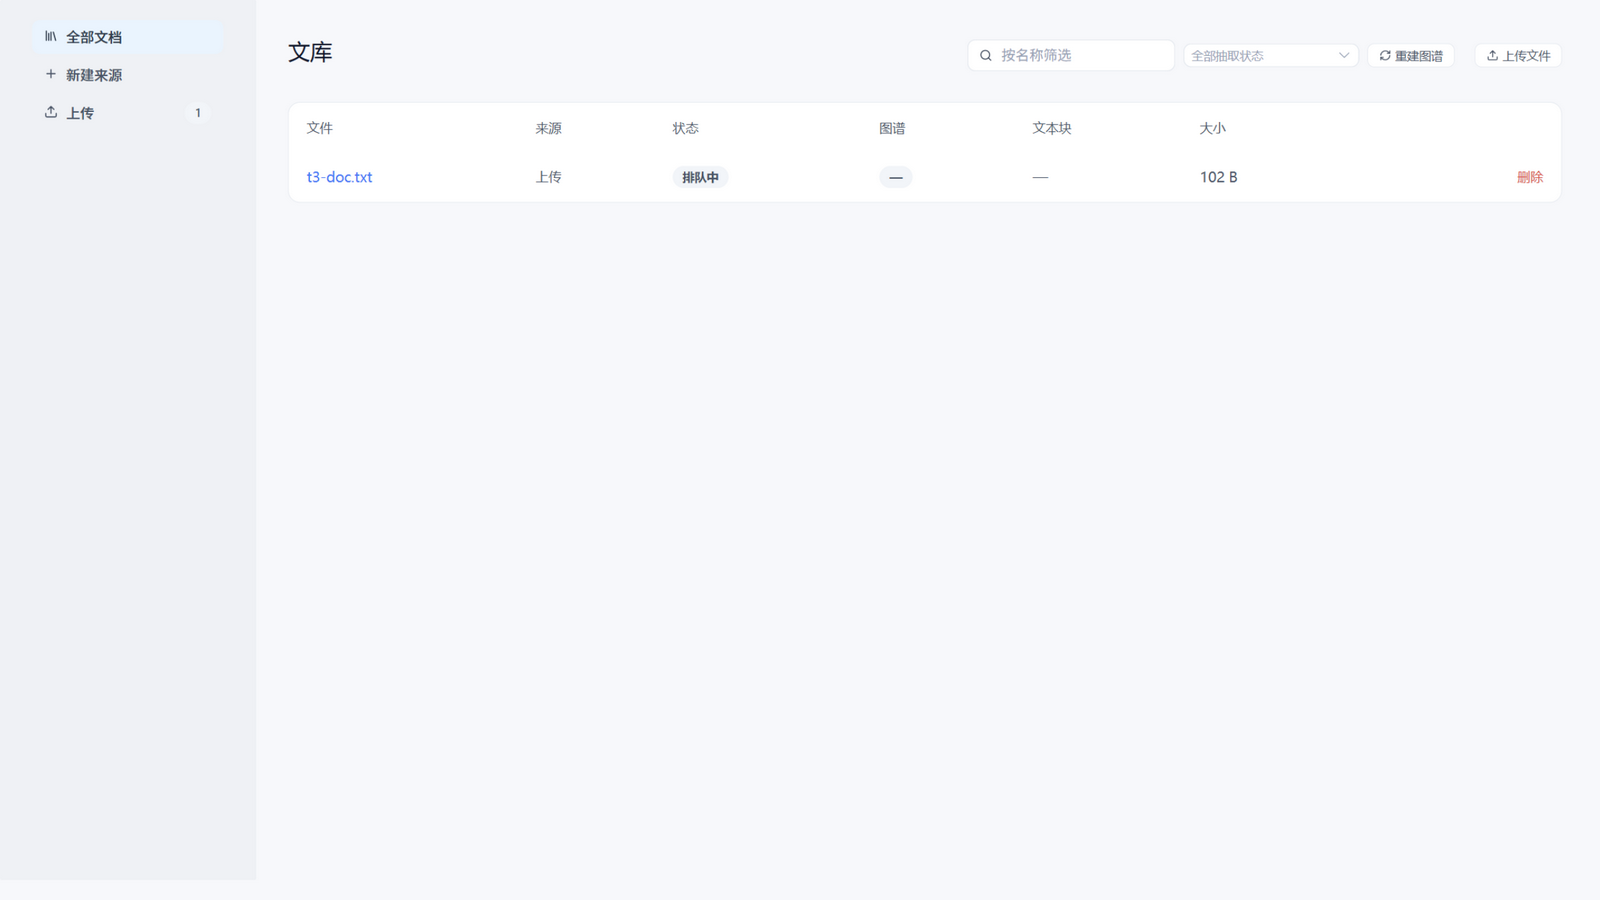 全部文档
新建来源
上传 1
文库
按名称筛选
全部抽取状态
重建图谱
上传文件
文件 来源 状态 图谱 文本块 大小
t3-doc.txt 上传 排队中 — — 102 B 删除